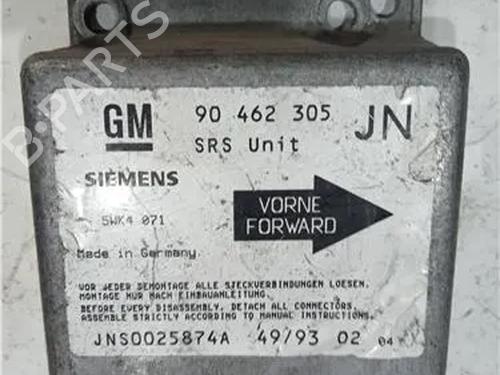 GM 90 462 305 JN
SRS Unit
SIEMENS
5WK4 071
VORNE
FORWARD
Made in Germany
VOR JEDER DEMONTAGE ALLE STECKVERBINDUNGEN LOESEN.
MONTAGE NUR NACH EINBAUANLEITUNG.
BEFORE EVERY DISASSEMBLY, DETACH ALL CONNECTORS,
ASSEMBLE STRICTLY ACCORDING TO MANUAL INSTRUCTIONS.
JNS0025874A 49/93 02 04
B-PARTS